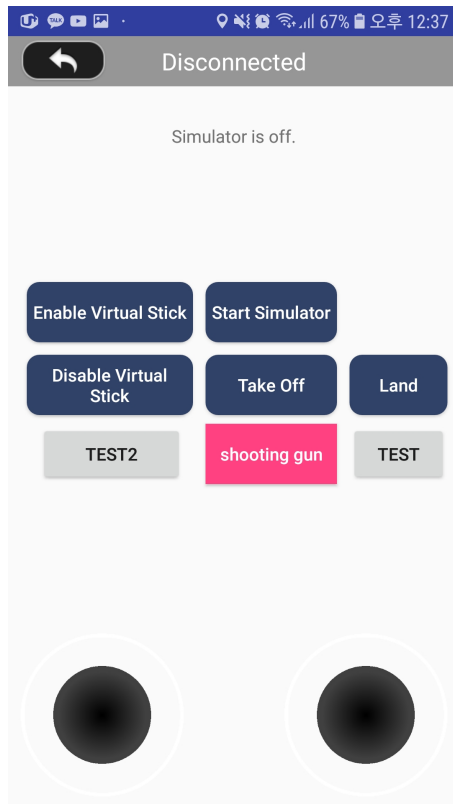 TALK 67% 오후 12:37
Disconnected
Simulator is off.
Enable Virtual Stick Start Simulator
Disable Virtual
Stick
Take Off Land
TEST2 shooting gun TEST